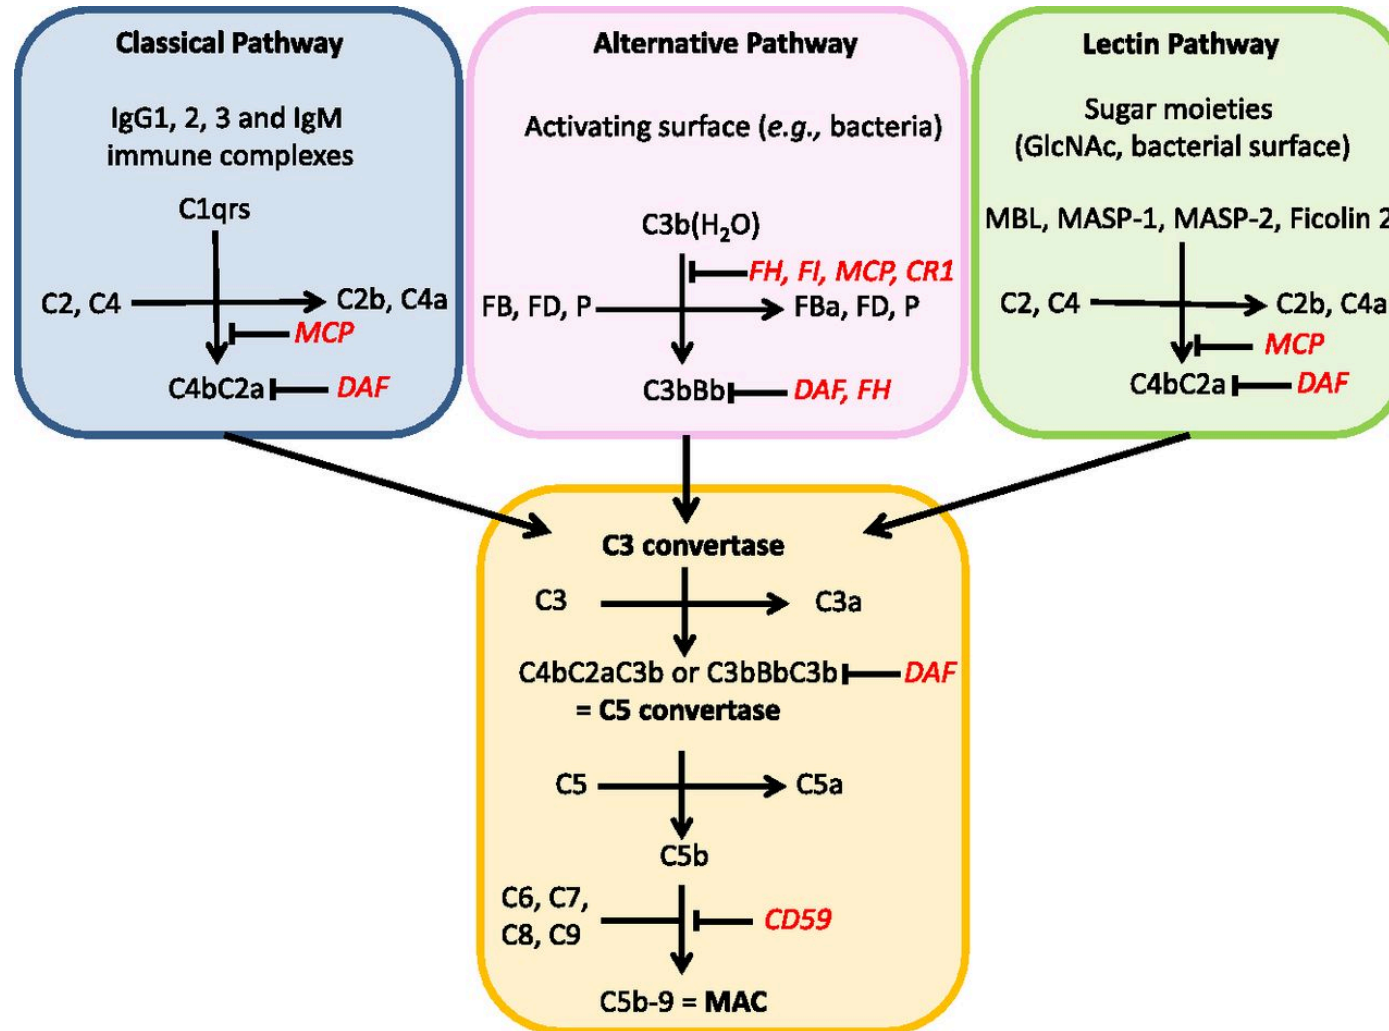 Classical Pathway
IgG1, 2, 3 and IgM
immune complexes
C1qrs
C2, C4
C2b, C4a
MCP
C4bC2a
DAF
Alternative Pathway
Activating surface (e.g., bacteria)
C3b(H₂O)
FH, FI, MCP, CR1
FB, FD, P
FBa, FD, P
C3bBb
DAF, FH
Lectin Pathway
Sugar moieties
(GlcNAc, bacterial surface)
MBL, MASP-1, MASP-2, Ficolin 2
C2, C4
C2b, C4a
MCP
C4bC2a
DAF
C3 convertase
C3
C3a
C4bC2aC3b or C3bBbC3b
DAF
= C5 convertase
C5
C5a
C5b
C6, C7,
C8, C9
CD59
C5b-9 = MAC